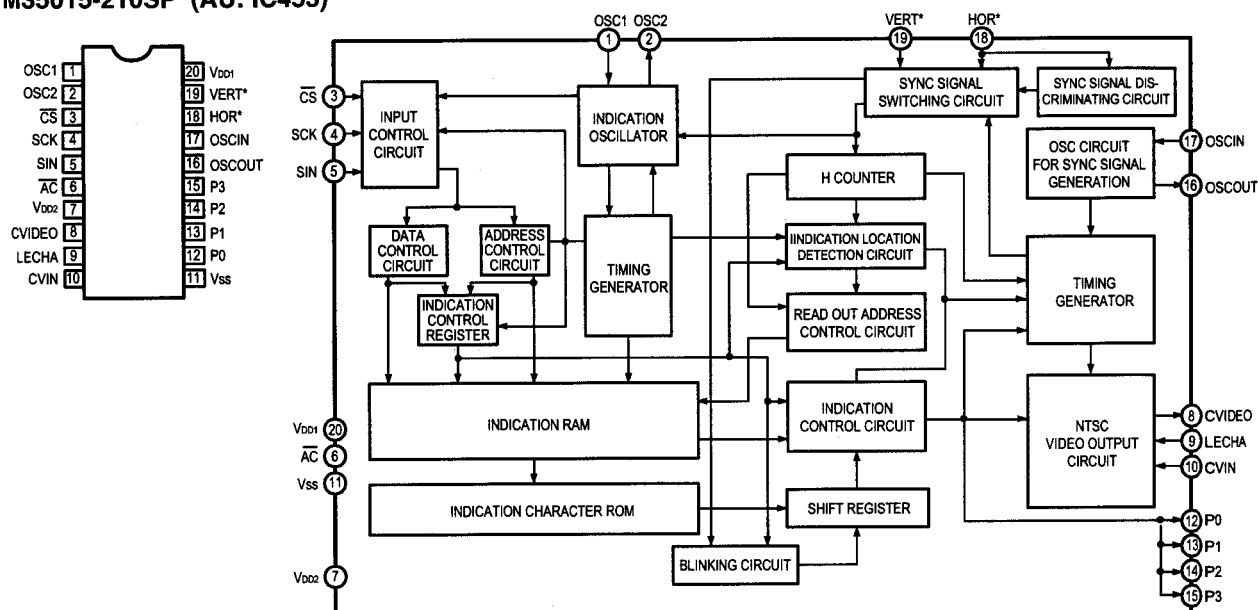 M35015-210SP (AU: IC453)
OSC1 1
OSC2 2
CS 3
SCK 4
SIN 5
AC 6
VDD2 7
CVIDEO 8
LECHA 9
CVIN 10
20 VDD1
19 VERT*
18 HOR*
17 OSCIN
16 OSCOUT
15 P3
14 P2
13 P1
12 P0
11 Vss
OSC1 OSC2
1 2
VERT* HOR*
19 18
CS 3
SCK 4
SIN 5
INPUT
CONTROL
CIRCUIT
INDICATION
OSCILLATOR
SYNC SIGNAL
SWITCHING CIRCUIT
SYNC SIGNAL DIS-
CRIMINATING CIRCUIT
OSC CIRCUIT
FOR SYNC SIGNAL
GENERATION
17 OSCIN
16 OSCOUT
H COUNTER
DATA
CONTROL
CIRCUIT
ADDRESS
CONTROL
CIRCUIT
TIMING
GENERATOR
IINDICATION LOCATION
DETECTION CIRCUIT
TIMING
GENERATOR
INDICATION
CONTROL
REGISTER
READ OUT ADDRESS
CONTROL CIRCUIT
INDICATION RAM
INDICATION
CONTROL CIRCUIT
NTSC
VIDEO OUTPUT
CIRCUIT
8 CVIDEO
9 LECHA
10 CVIN
VDD1 20
AC 6
Vss 11
INDICATION CHARACTER ROM
SHIFT REGISTER
BLINKING CIRCUIT
VDD2 7
12 P0
13 P1
14 P2
15 P3